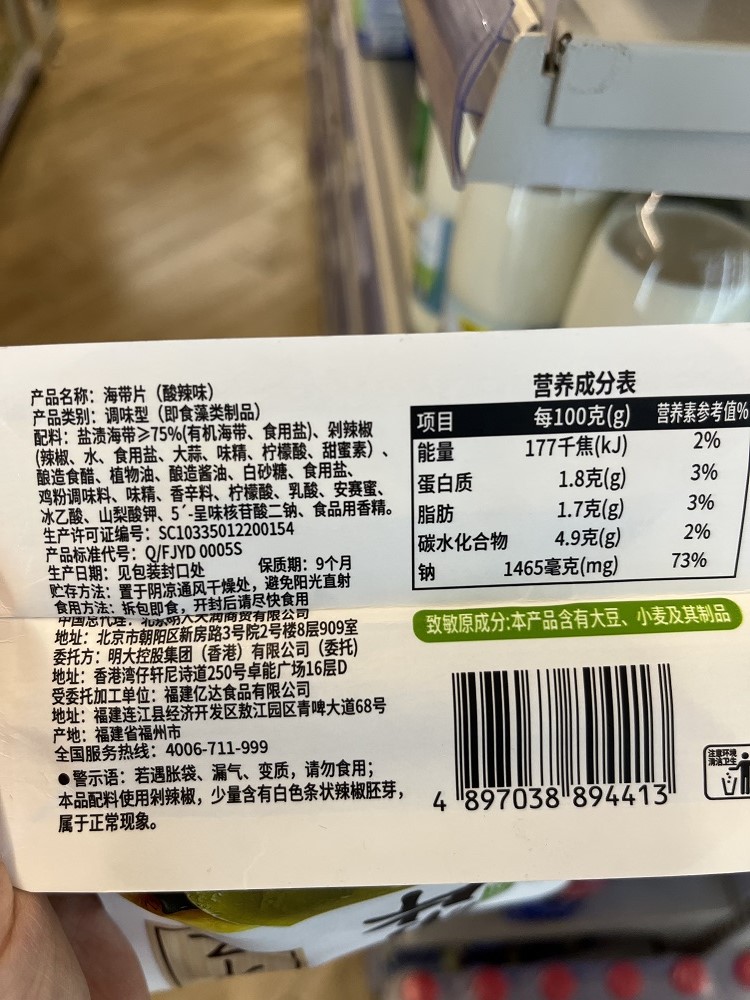 产品名称：海带片（酸辣味）
产品类别：调味型（即食藻类制品）
配料：盐渍海带≥75%(有机海带、食用盐)、剁辣椒
(辣椒、水、食用盐、大蒜、味精、柠檬酸、甜蜜素）、
酿造食醋、植物油、酿造酱油、白砂糖、食用盐、
鸡粉调味料、味精、香辛料、柠檬酸、乳酸、安赛蜜、
冰乙酸、山梨酸钾、5´-呈味核苷酸二钠、食品用香精。
生产许可证编号：SC10335012200154
产品标准代号：Q/FJYD 0005S
生产日期：见包装封口处 保质期：9个月
贮存方法：置于阴凉通风干燥处，避免阳光直射
食用方法：拆包即食，开封后请尽快食用
中国总代理：北京明人天润商贸有限公司
地址：北京市朝阳区新房路3号院2号楼8层909室
委托方：明大控股集团（香港）有限公司（委托)
地址：香港湾仔轩尼诗道250号卓能广场16层D
受委托加工单位：福建亿达食品有限公司
地址：福建连江县经济开发区敖江园区青啤大道68号
产地：福建省福州市
全国服务热线：4006-711-999
●警示语：若遇胀袋、漏气、变质，请勿食用；
本品配料使用剁辣椒，少量含有白色条状辣椒胚芽，
属于正常现象。
营养成分表
项目 每100克(g) 营养素参考值%
能量 177千焦(kJ) 2%
蛋白质 1.8克(g) 3%
脂肪 1.7克(g) 3%
碳水化合物 4.9克(g) 2%
钠 1465毫克(mg) 73%
致敏原成分:本产品含有大豆、小麦及其制品
4 897038 894413
注意环境
清洁卫生